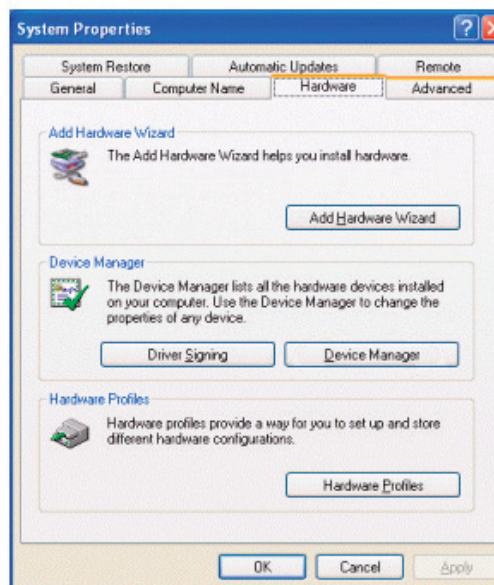 System Properties
System Restore Automatic Updates Remote
General Computer Name Hardware Advanced
Add Hardware Wizard
The Add Hardware Wizard helps you install hardware.
Add Hardware Wizard
Device Manager
The Device Manager lists all the hardware devices installed
on your computer. Use the Device Manager to change the
properties of any device.
Driver Signing Device Manager
Hardware Profiles
Hardware profiles provide a way for you to set up and store
different hardware configurations.
Hardware Profiles
OK Cancel Apply